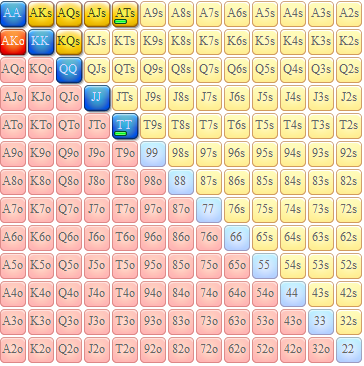 AA AKs AQs AJs ATs A9s A8s A7s A6s A5s A4s A3s A2s
AKo KK KQs KJs KTs K9s K8s K7s K6s K5s K4s K3s K2s
AQo KQo QQ QJs QTs Q9s Q8s Q7s Q6s Q5s Q4s Q3s Q2s
AJo KJo QJo JJ JTs J9s J8s J7s J6s J5s J4s J3s J2s
ATo KTo QTo JTo TT T9s T8s T7s T6s T5s T4s T3s T2s
A9o K9o Q9o J9o T9o 99 98s 97s 96s 95s 94s 93s 92s
A8o K8o Q8o J8o T8o 98o 88 87s 86s 85s 84s 83s 82s
A7o K7o Q7o J7o T7o 97o 87o 77 76s 75s 74s 73s 72s
A6o K6o Q6o J6o T6o 96o 86o 76o 66 65s 64s 63s 62s
A5o K5o Q5o J5o T5o 95o 85o 75o 65o 55 54s 53s 52s
A4o K4o Q4o J4o T4o 94o 84o 74o 64o 54o 44 43s 42s
A3o K3o Q3o J3o T3o 93o 83o 73o 63o 53o 43o 33 32s
A2o K2o Q2o J2o T2o 92o 82o 72o 62o 52o 42o 32o 22